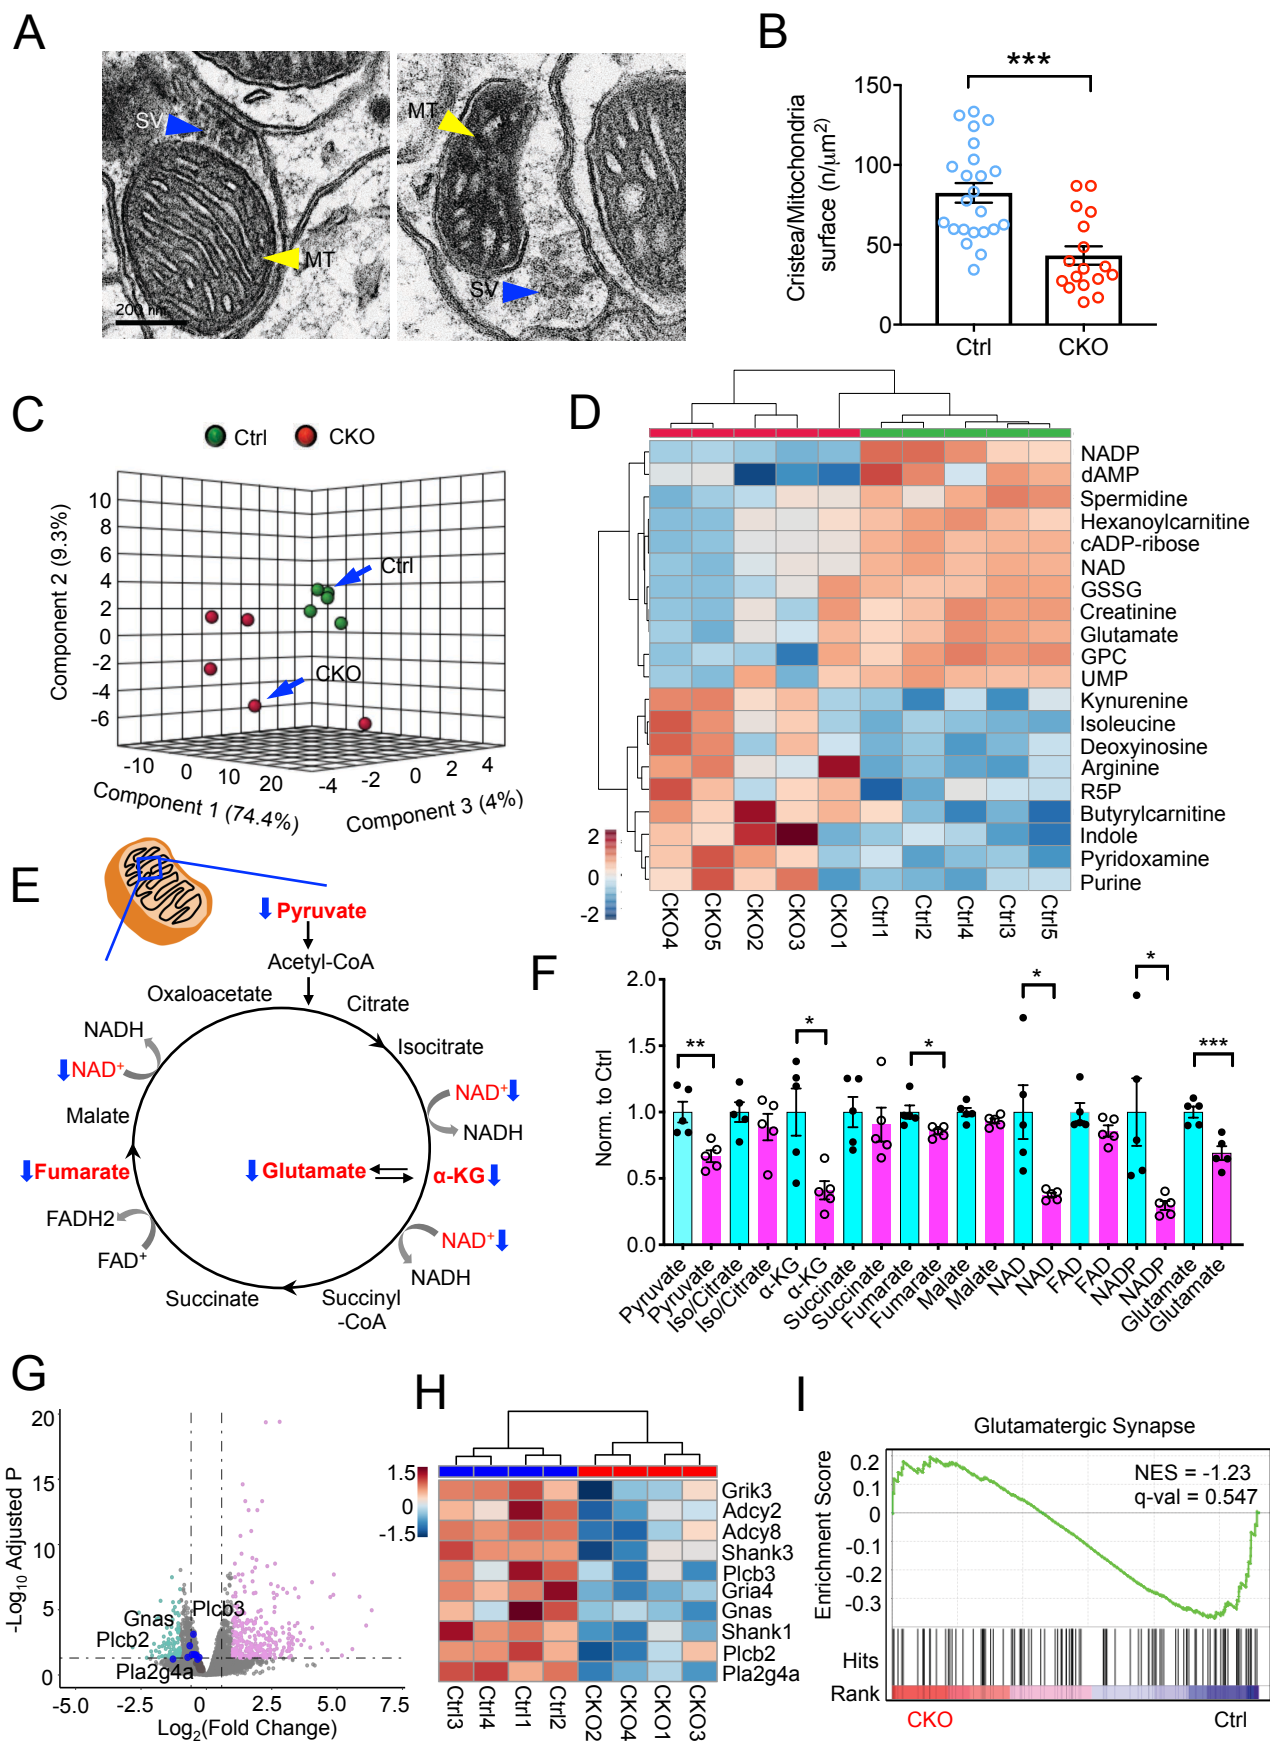 A
SV
MT
200 nm
MT
SV
B
***
Cristea/Mitochondria
surface (n/μm²)
150
100
50
0
Ctrl
CKO
C
Ctrl
CKO
Component 2 (9.3%)
10
8
6
4
2
0
-2
-4
-6
Ctrl
CKO
-10
0
10
20
-4
-2
0
2
4
Component 1 (74.4%)
Component 3 (4%)
D
NADP
dAMP
Spermidine
Hexanoylcarnitine
cADP-ribose
NAD
GSSG
Creatinine
Glutamate
GPC
UMP
Kynurenine
Isoleucine
Deoxyinosine
Arginine
R5P
Butyrylcarnitine
Indole
Pyridoxamine
Purine
2
0
-2
CKO4
CKO5
CKO2
CKO3
CKO1
Ctrl1
Ctrl2
Ctrl4
Ctrl3
Ctrl5
E
Pyruvate
Acetyl-CoA
Oxaloacetate
Citrate
NADH
Isocitrate
NAD⁺
NAD⁺
Malate
NADH
Fumarate
Glutamate
α-KG
FADH2
NAD⁺
FAD⁺
NADH
Succinate
Succinyl
-CoA
F
Norm. to Ctrl
2.0
1.5
1.0
0.5
0.0
**
*
*
*
*
***
Pyruvate
Pyruvate
Iso/Citrate
Iso/Citrate
α-KG
α-KG
Succinate
Succinate
Fumarate
Fumarate
Malate
Malate
NAD
NAD
FAD
FAD
NADP
NADP
Glutamate
Glutamate
G
-Log₁₀ Adjusted P
20
15
10
5
0
Gnas
Plcb3
Plcb2
Pla2g4a
-5.0
-2.5
0
2.5
5.0
7.5
Log₂(Fold Change)
H
1.5
0
-1.5
Grik3
Adcy2
Adcy8
Shank3
Plcb3
Gria4
Gnas
Shank1
Plcb2
Pla2g4a
Ctrl3
Ctrl4
Ctrl1
Ctrl2
CKO2
CKO4
CKO1
CKO3
I
Glutamatergic Synapse
Enrichment Score
0.2
0
-0.1
-0.2
-0.3
NES = -1.23
q-val = 0.547
Hits
Rank
CKO
Ctrl